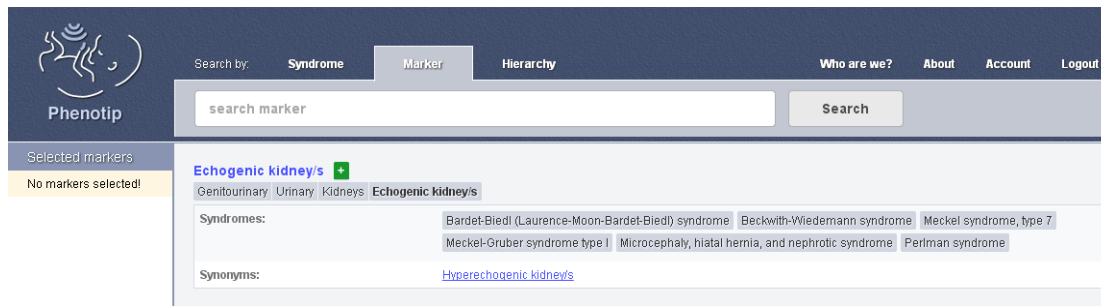 Search by: Syndrome Marker Hierarchy Who are we? About Account Logout
Phenotip
search marker Search
Selected markers
No markers selected!
Echogenic kidney/s +
Genitourinary Urinary Kidneys Echogenic kidney/s
Syndromes: Bardet-Biedl (Laurence-Moon-Bardet-Biedl) syndrome Beckwith-Wiedemann syndrome Meckel syndrome, type 7
Meckel-Gruber syndrome type I Microcephaly, hiatal hernia, and nephrotic syndrome Perlman syndrome
Synonyms: Hyperechogenic kidney/s